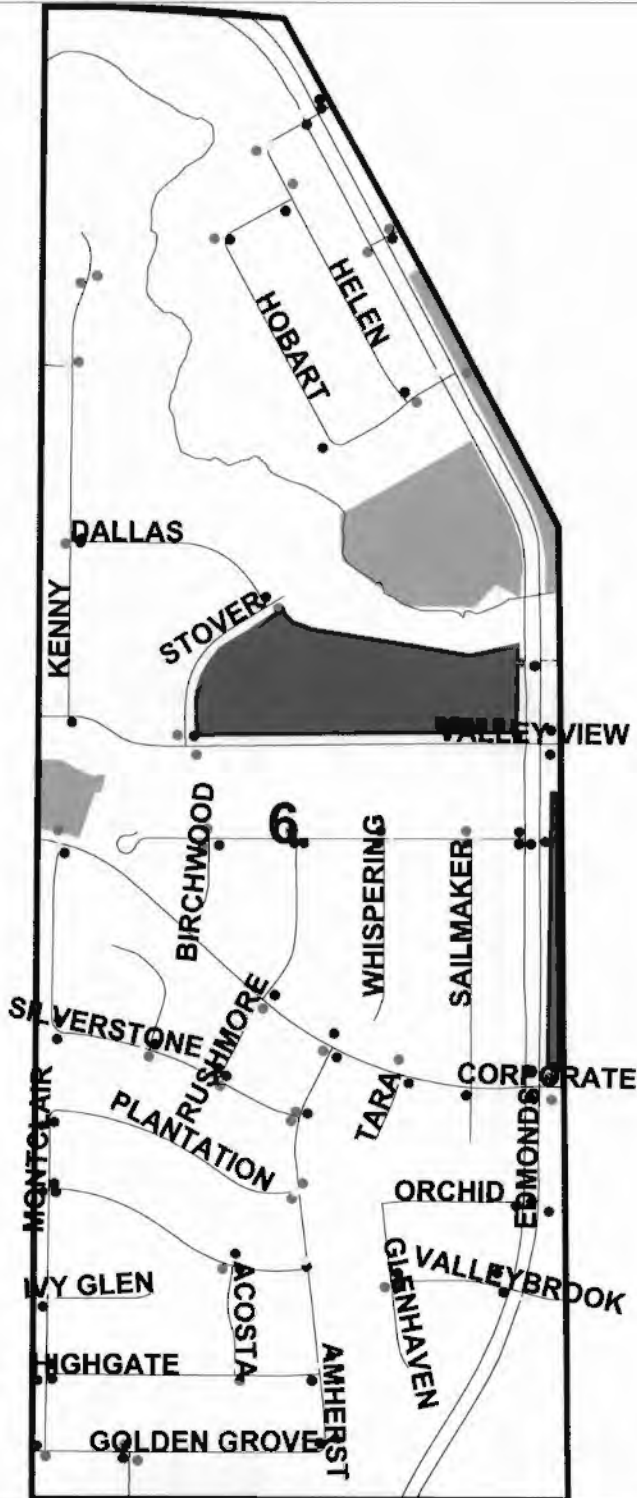 HELEN
HOBART
DALLAS
KENNY
STOVER
VALLEY VIEW
6
BIRCHWOOD
WHISPERING
SAILMAKER
SILVERSTONE
RUSHMORE
CORPORATE
TARA
MONTCLAIR
PLANTATION
EDMONDS
ORCHID
GLENHAVEN
VALLEYBROOK
IVY GLEN
ACOSTA
HIGHGATE
AMHERST
GOLDEN GROVE